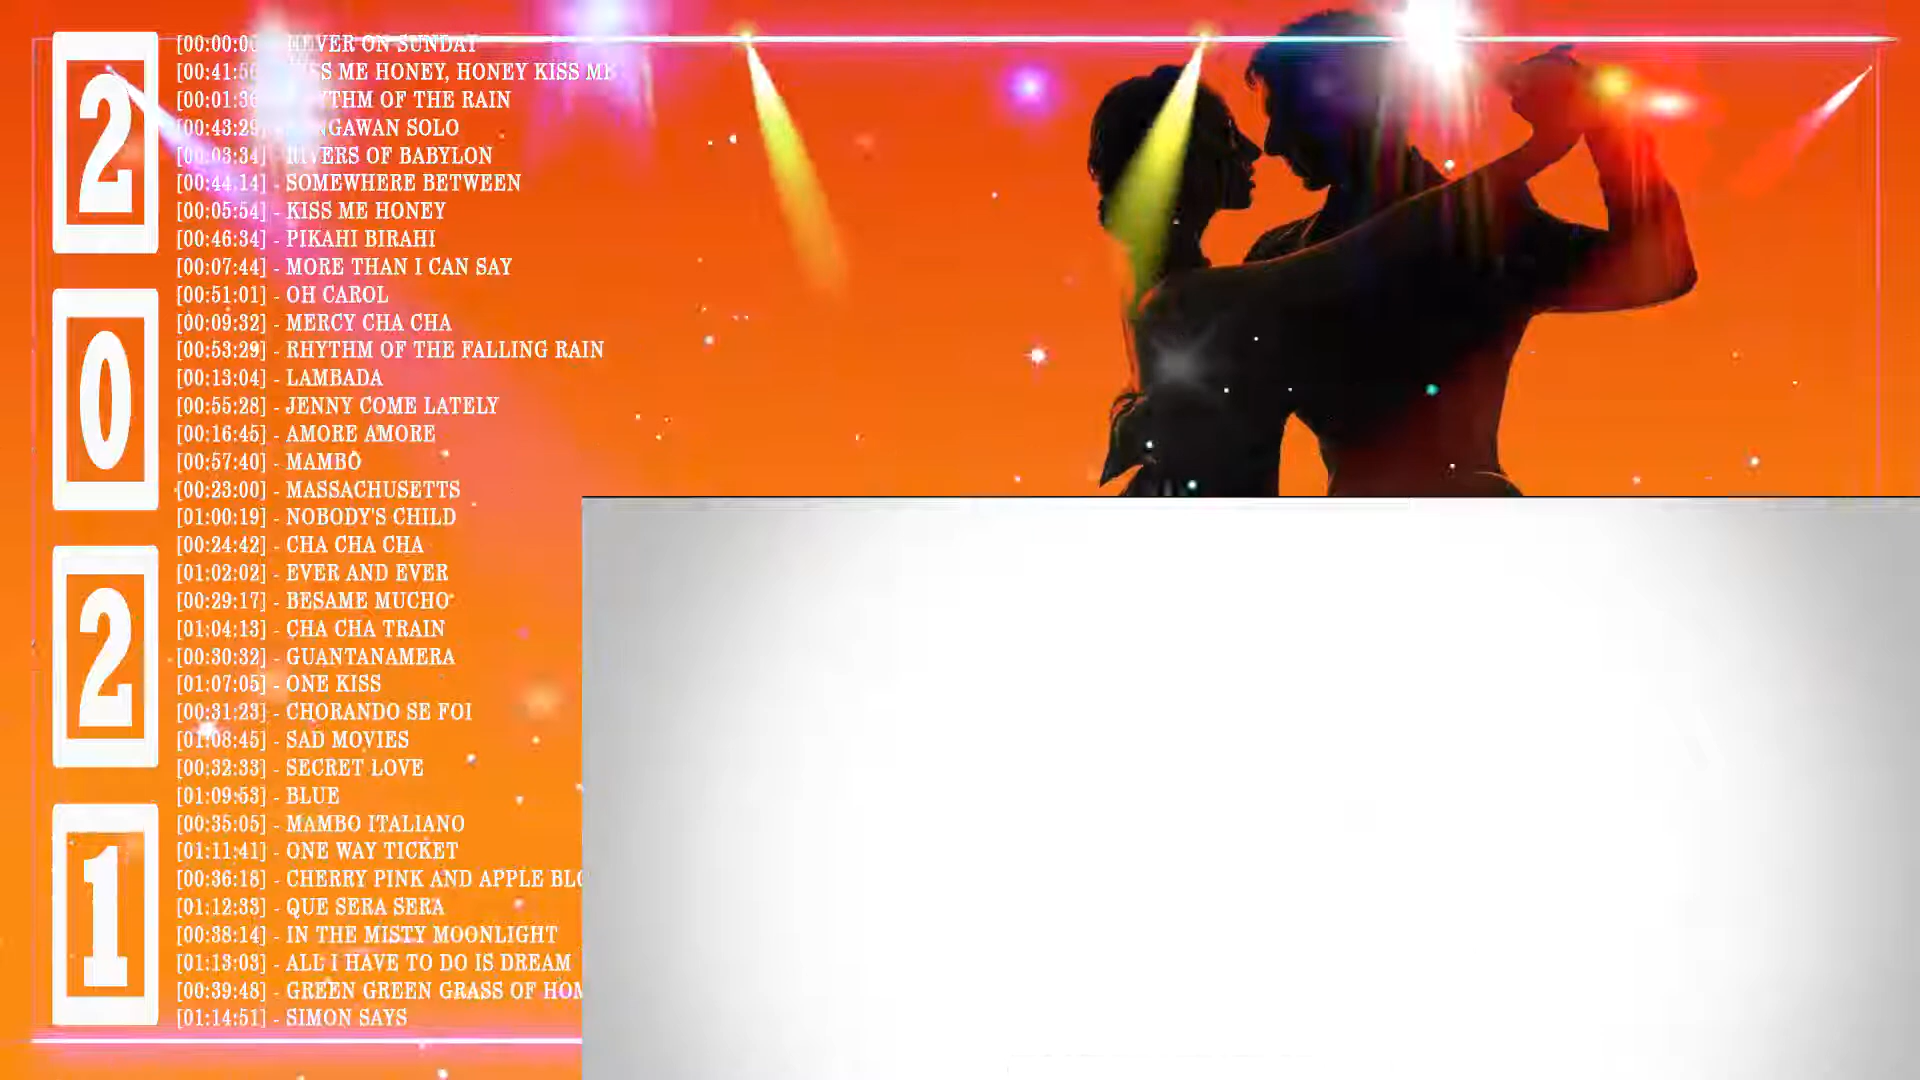 2
0
2
1
[00:00:00] - NEVER ON SUNDAY
[00:41:56] - KISS ME HONEY, HONEY KISS ME
[00:01:36] - RHYTHM OF THE RAIN
[00:43:29] - BENGAWAN SOLO
[00:03:34] - RIVERS OF BABYLON
[00:44:14] - SOMEWHERE BETWEEN
[00:05:54] - KISS ME HONEY
[00:46:34] - PIKAHI BIRAHI
[00:07:44] - MORE THAN I CAN SAY
[00:51:01] - OH CAROL
[00:09:32] - MERCY CHA CHA
[00:53:29] - RHYTHM OF THE FALLING RAIN
[00:13:04] - LAMBADA
[00:55:28] - JENNY COME LATELY
[00:16:45] - AMORE AMORE
[00:57:40] - MAMBO
[00:23:00] - MASSACHUSETTS
[01:00:19] - NOBODY'S CHILD
[00:24:42] - CHA CHA CHA
[01:02:02] - EVER AND EVER
[00:29:17] - BESAME MUCHO
[01:04:13] - CHA CHA TRAIN
[00:30:32] - GUANTANAMERA
[01:07:05] - ONE KISS
[00:31:23] - CHORANDO SE FOI
[01:08:45] - SAD MOVIES
[00:32:33] - SECRET LOVE
[01:09:53] - BLUE
[00:35:05] - MAMBO ITALIANO
[01:11:41] - ONE WAY TICKET
[00:36:18] - CHERRY PINK AND APPLE
[01:12:33] - QUE SERA SERA
[00:38:14] - IN THE MISTY MOONLIGHT
[01:13:03] - ALL I HAVE TO DO IS DREAM
[00:39:48] - GREEN GREEN GRASS OF
[01:14:51] - SIMON SAYS